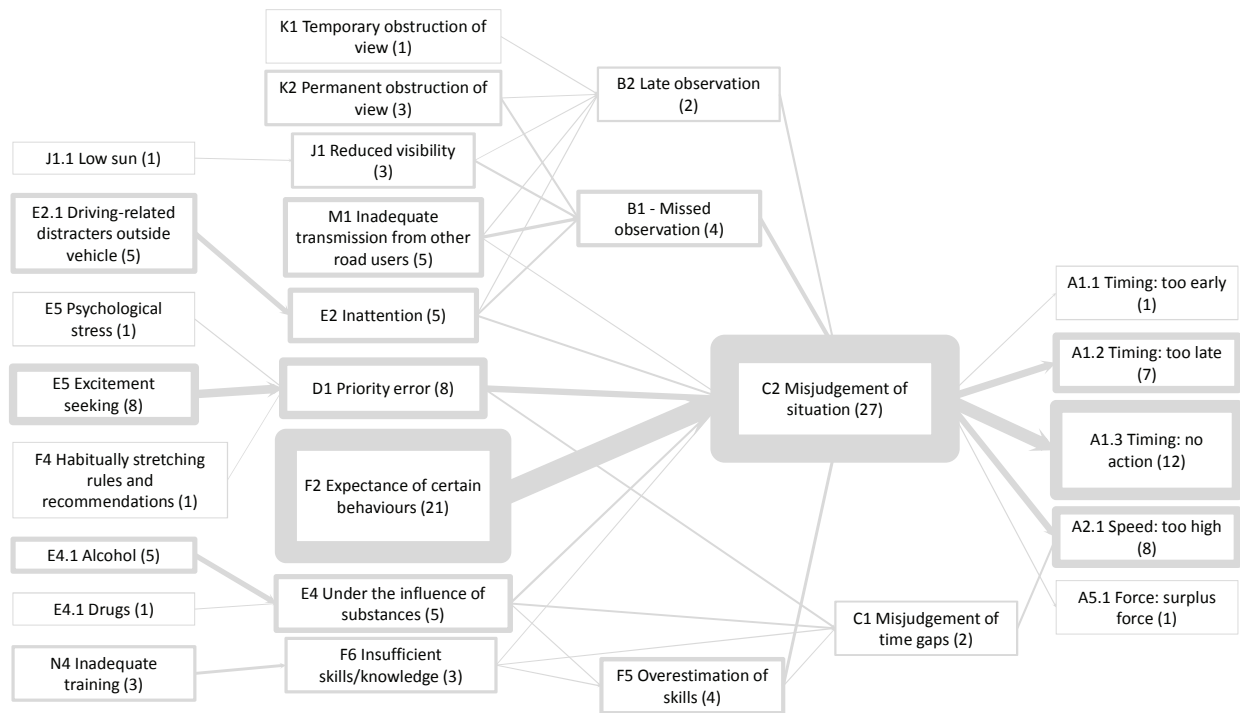 K1 Temporary obstruction of
view (1)
K2 Permanent obstruction of
view (3)
B2 Late observation
(2)
J1.1 Low sun (1)
J1 Reduced visibility
(3)
E2.1 Driving-related
distracters outside
vehicle (5)
M1 Inadequate
transmission from other
road users (5)
B1 - Missed
observation (4)
E5 Psychological
stress (1)
E2 Inattention (5)
A1.1 Timing: too early
(1)
A1.2 Timing: too late
(7)
E5 Excitement
seeking (8)
D1 Priority error (8)
C2 Misjudgement of
situation (27)
A1.3 Timing: no
action (12)
F4 Habitually stretching
rules and
recommendations (1)
F2 Expectance of certain
behaviours (21)
A2.1 Speed: too high
(8)
E4.1 Alcohol (5)
E4.1 Drugs (1)
E4 Under the influence of
substances (5)
C1 Misjudgement of
time gaps (2)
A5.1 Force: surplus
force (1)
N4 Inadequate
training (3)
F6 Insufficient
skills/knowledge (3)
F5 Overestimation of
skills (4)